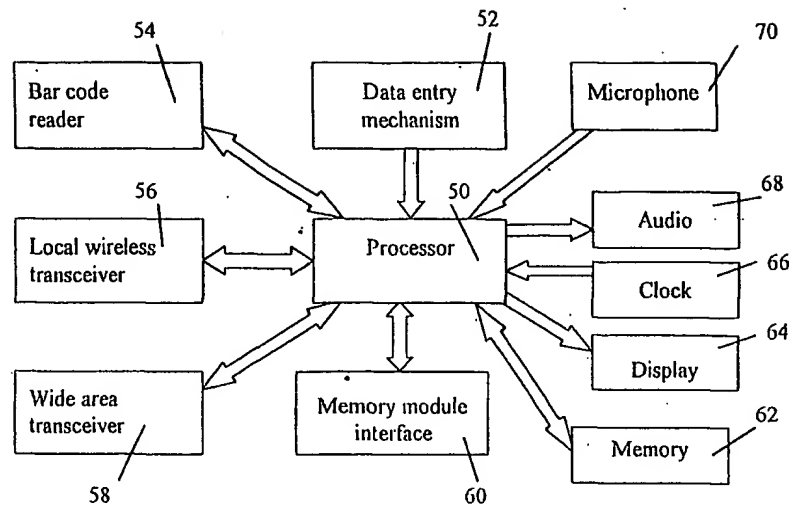 54
52
70
Bar code
reader
Data entry
mechanism
Microphone
56
50
68
Local wireless
transceiver
Processor
Audio
66
Clock
64
Display
Wide area
transceiver
Memory module
interface
62
Memory
58
60